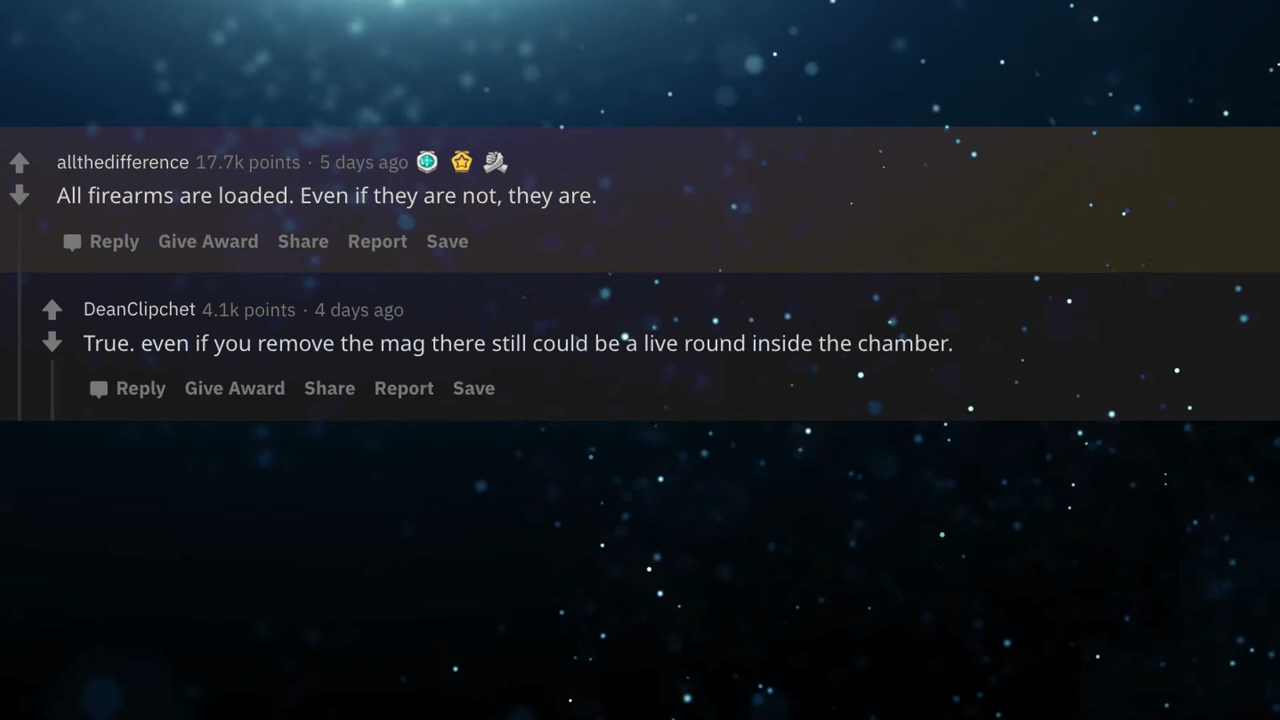 allthedifference 17.7k points · 5 days ago
All firearms are loaded. Even if they are not, they are.
Reply Give Award Share Report Save
DeanClipchet 4.1k points · 4 days ago
True. even if you remove the mag there still could be a live round inside the chamber.
Reply Give Award Share Report Save